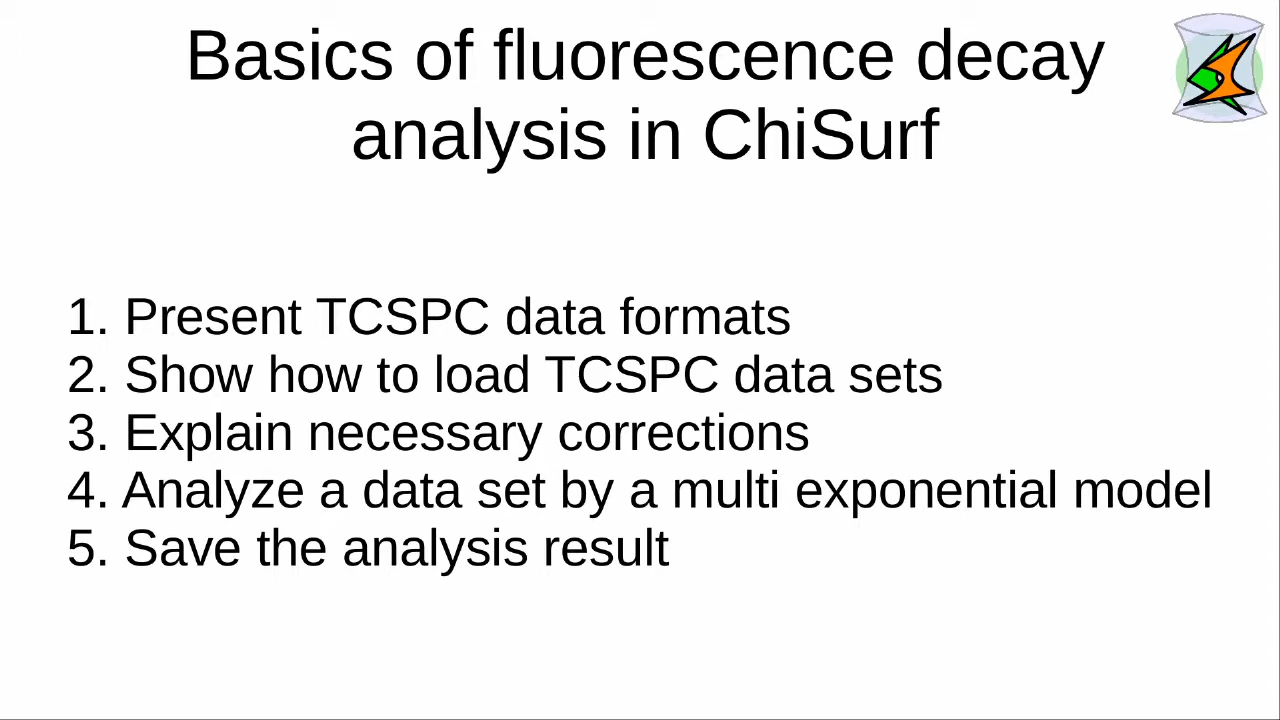 Basics of fluorescence decay
analysis in ChiSurf
1. Present TCSPC data formats
2. Show how to load TCSPC data sets
3. Explain necessary corrections
4. Analyze a data set by a multi exponential model
5. Save the analysis result